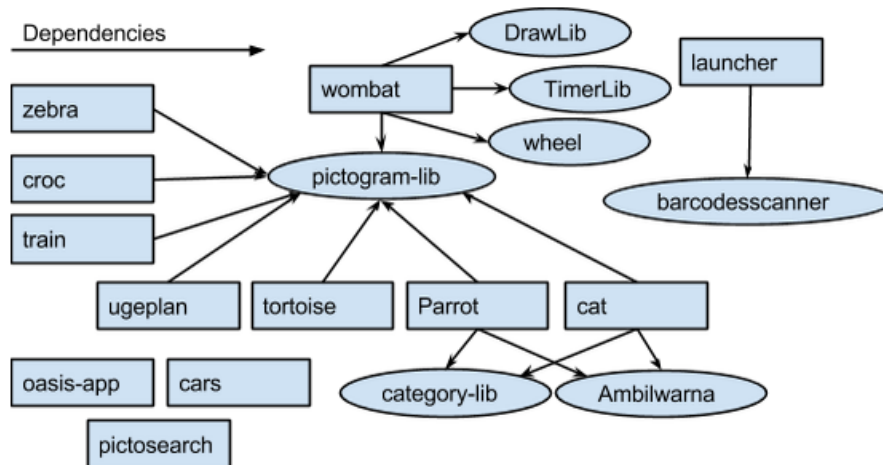 Dependencies
DrawLib
launcher
wombat
TimerLib
zebra
wheel
croc
pictogram-lib
barcodesscanner
train
ugeplan
tortoise
Parrot
cat
oasis-app
cars
category-lib
Ambilwarna
pictosearch